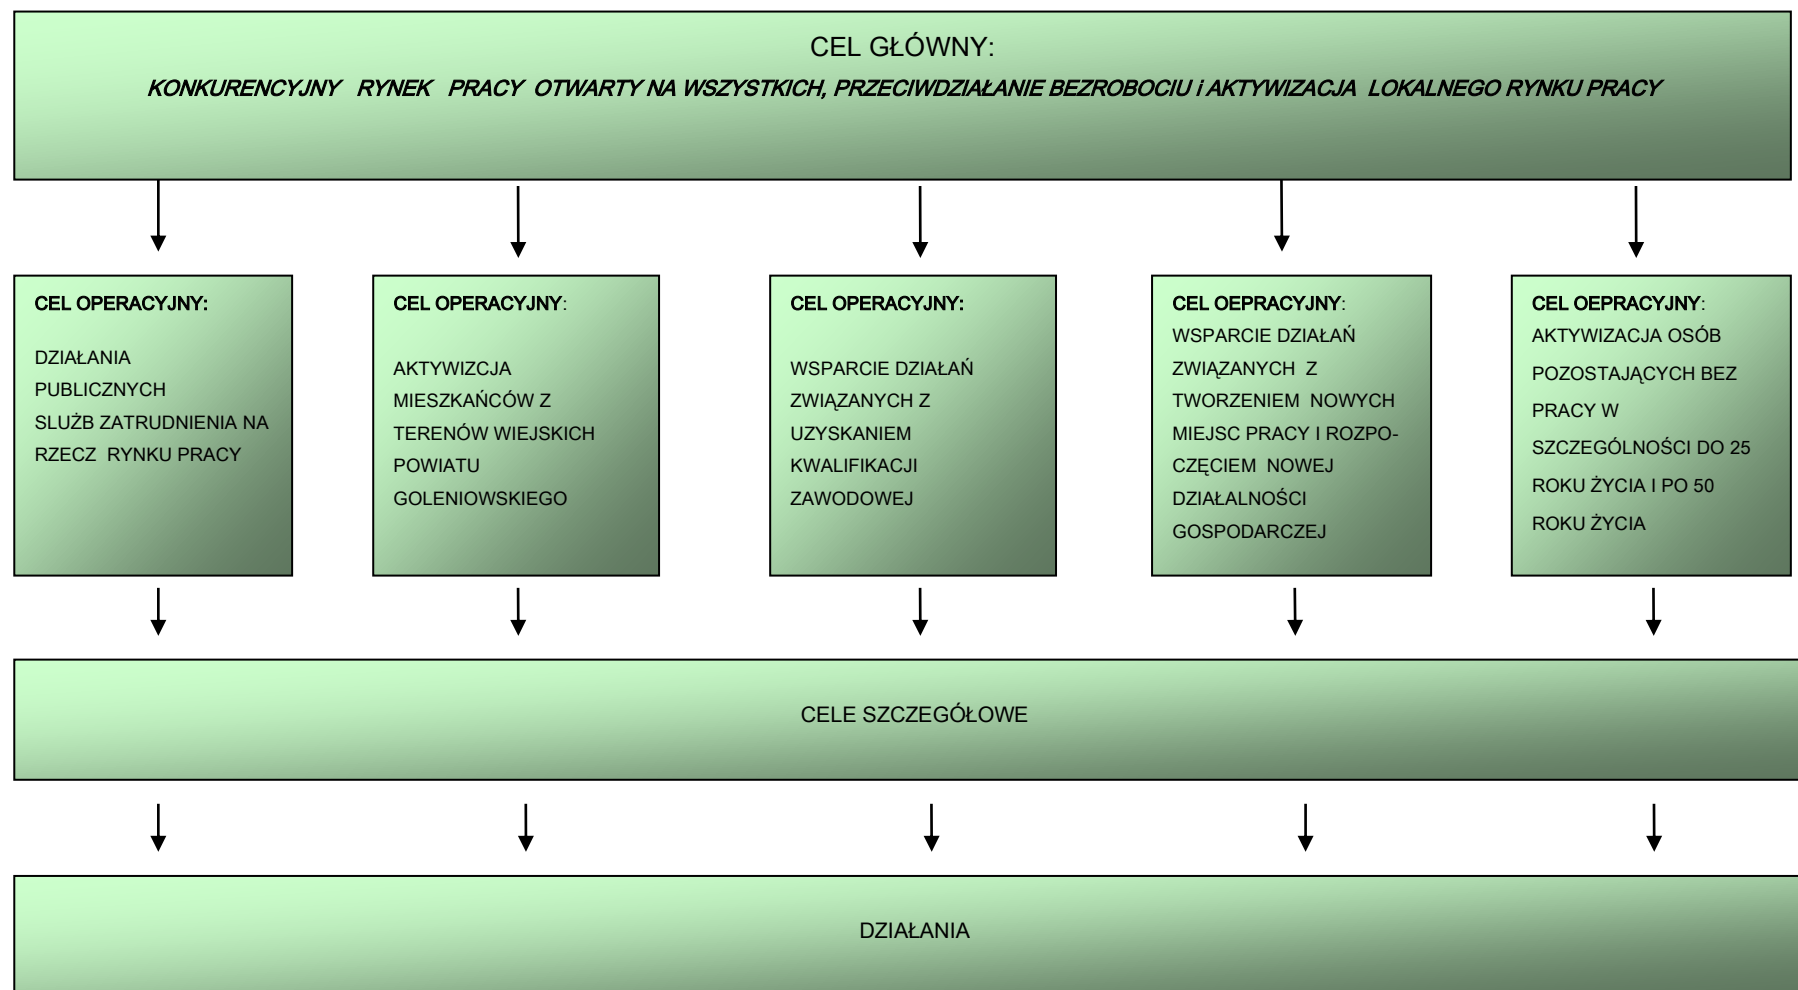 CEL GŁÓWNY:
KONKURENCYJNY RYNEK PRACY OTWARTY NA WSZYSTKICH, PRZECIWDZIAŁANIE BEZROBOCIU i AKTYWIZACJA LOKALNEGO RYNKU PRACY
CEL OPERACYJNY:
DZIAŁANIA
PUBLICZNYCH
SLUŻB ZATRUDNIENIA NA
RZECZ RYNKU PRACY
CEL OPERACYJNY:
AKTYWIZCJA
MIESZKAŃCÓW Z
TERENÓW WIEJSKICH
POWIATU
GOLENIOWSKIEGO
CEL OPERACYJNY:
WSPARCIE DZIAŁAŃ
ZWIĄZANYCH Z
UZYSKANIEM
KWALIFIKACJI
ZAWODOWEJ
CEL OEPRACYJNY:
WSPARCIE DZIAŁAŃ
ZWIĄZANYCH Z
TWORZENIEM NOWYCH
MIEJSC PRACY I ROZPO-
CZĘCIEM NOWEJ
DZIAŁALNOŚCI
GOSPODARCZEJ
CEL OEPRACYJNY:
AKTYWIZACJA OSÓB
POZOSTAJĄCYCH BEZ
PRACY W
SZCZEGÓLNOŚCI DO 25
ROKU ŻYCIA I PO 50
ROKU ŻYCIA
CELE SZCZEGÓŁOWE
DZIAŁANIA